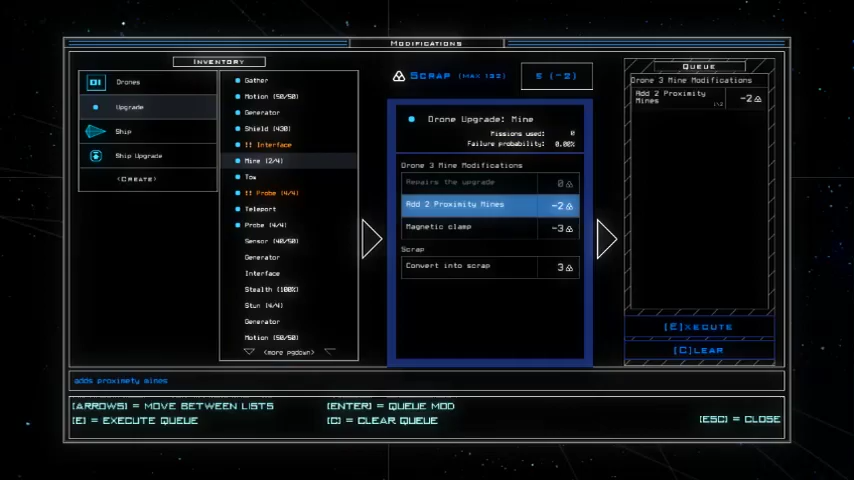 MODIFICATIONS
INVENTORY
Drones
Upgrade
Ship
Ship Upgrade
<CREATE>
Gather
Motion (50/50)
Generator
Shield (430)
!! Interface
Mine (2/4)
Tow
!! Probe (4/4)
Teleport
Probe (4/4)
Sensor (40/50)
Generator
Interface
Stealth (100%)
Stun (4/4)
Generator
Motion (50/50)
<more pgdown>
SCRAP (MAX 132) 5 (-2)
Drone Upgrade: Mine
Missions used: 0
Failure probability: 0.00%
Drone 3 Mine Modifications
Repairs the upgrade 0
Add 2 Proximity Mines -2
Magnetic clamp -3
Scrap
Convert into scrap 3
QUEUE
Drone 3 Mine Modifications
Add 2 Proximity
Mines -2
[E]XECUTE
[C]LEAR
adds proximety mines
[ARROWS] = MOVE BETWEEN LISTS [ENTER] = QUEUE MOD
[E] = EXECUTE QUEUE [C] = CLEAR QUEUE [ESC] = CLOSE